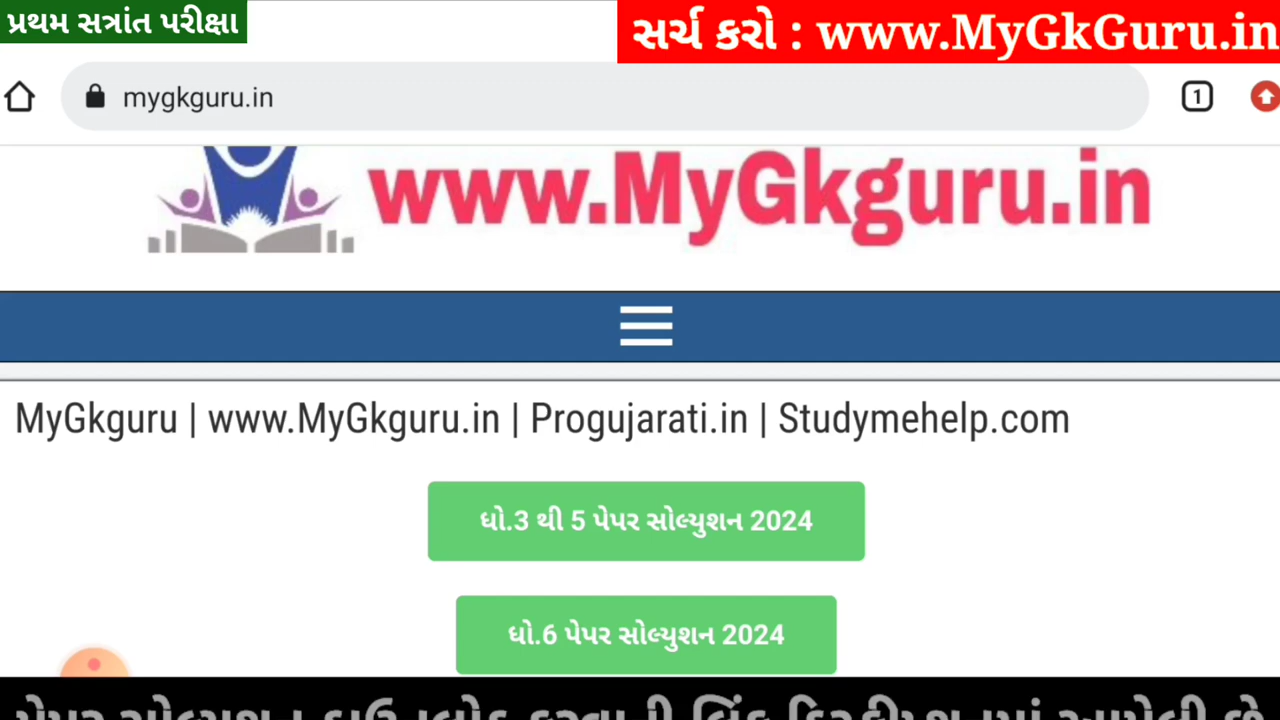 પ્રથમ સત્રાંત પરીક્ષા
સર્ચ કરો : www.MyGkGuru.in
mygkguru.in
1
www.MyGkguru.in
MyGkguru | www.MyGkguru.in | Progujarati.in | Studymehelp.com
ધો.3 થી 5 પેપર સોલ્યુશન 2024
ધો.6 પેપર સોલ્યુશન 2024